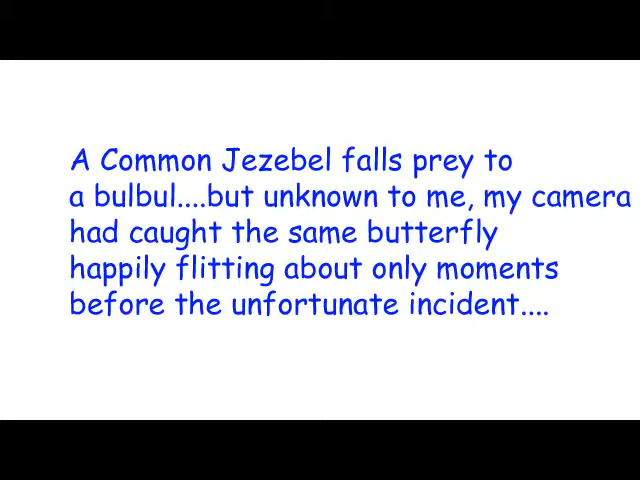 A Common Jezebel falls prey to
a bulbul....but unknown to me, my camera
had caught the same butterfly
happily flitting about only moments
before the unfortunate incident....